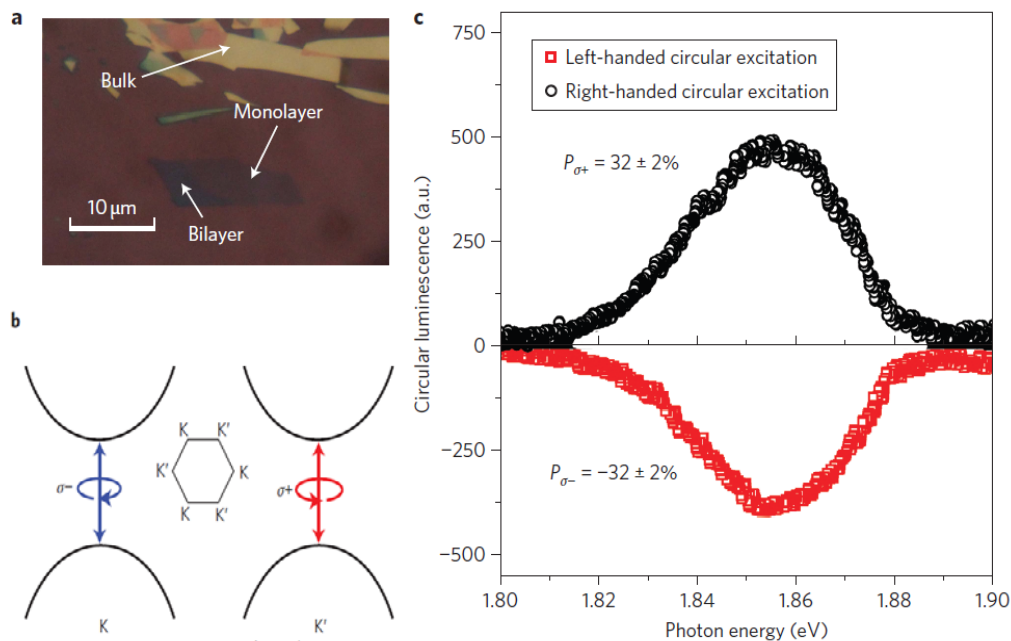 a
Bulk
Monolayer
10 μm
Bilayer
b
K K′
σ− K′ K σ+
K K′
K K′
c
750
Left-handed circular excitation
Right-handed circular excitation
500
Pσ+ = 32 ± 2%
250
Circular luminescence (a.u.)
0
−250
Pσ− = −32 ± 2%
−500
1.80 1.82 1.84 1.86 1.88 1.90
Photon energy (eV)